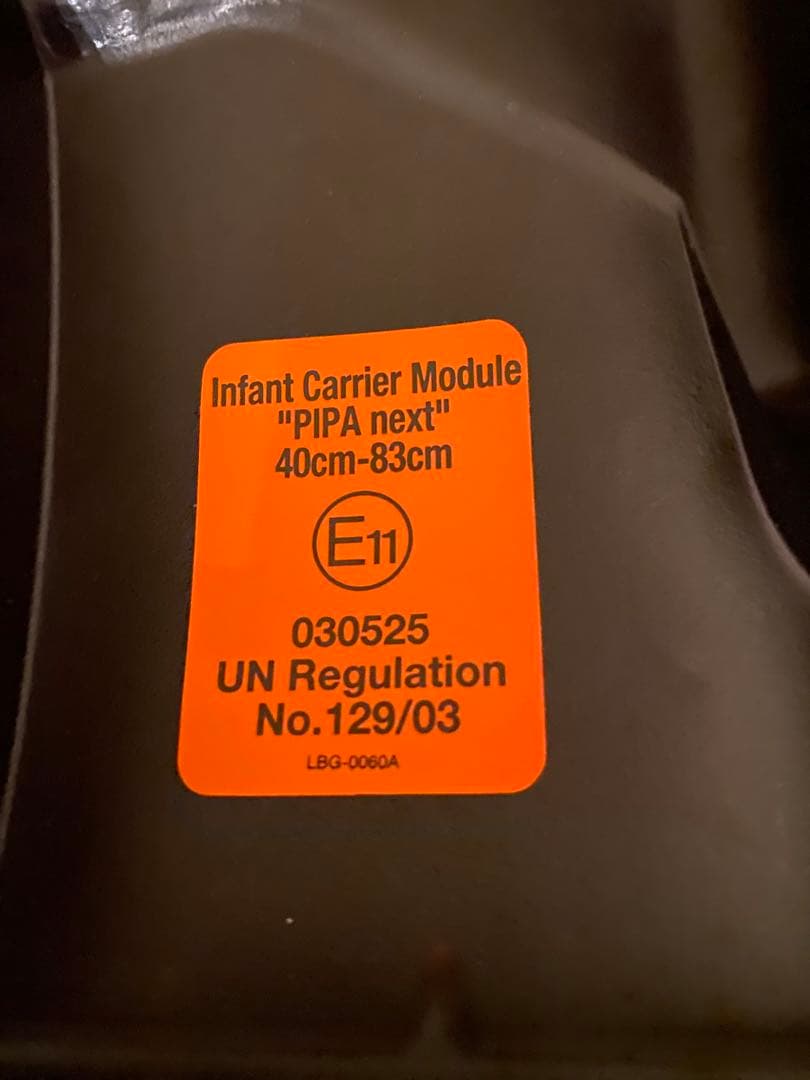 Infant Carrier Module
"PIPA next"
40cm-83cm
E11
030525
UN Regulation
No.129/03
LBG-0060A